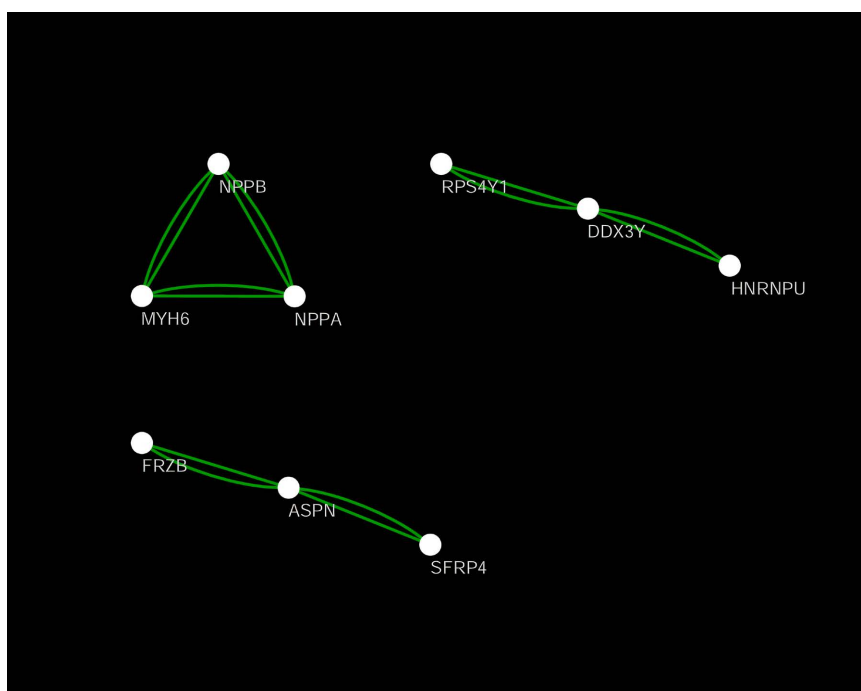 NPPB
RPS4Y1
DDX3Y
HNRNPU
MYH6
NPPA
FRZB
ASPN
SFRP4